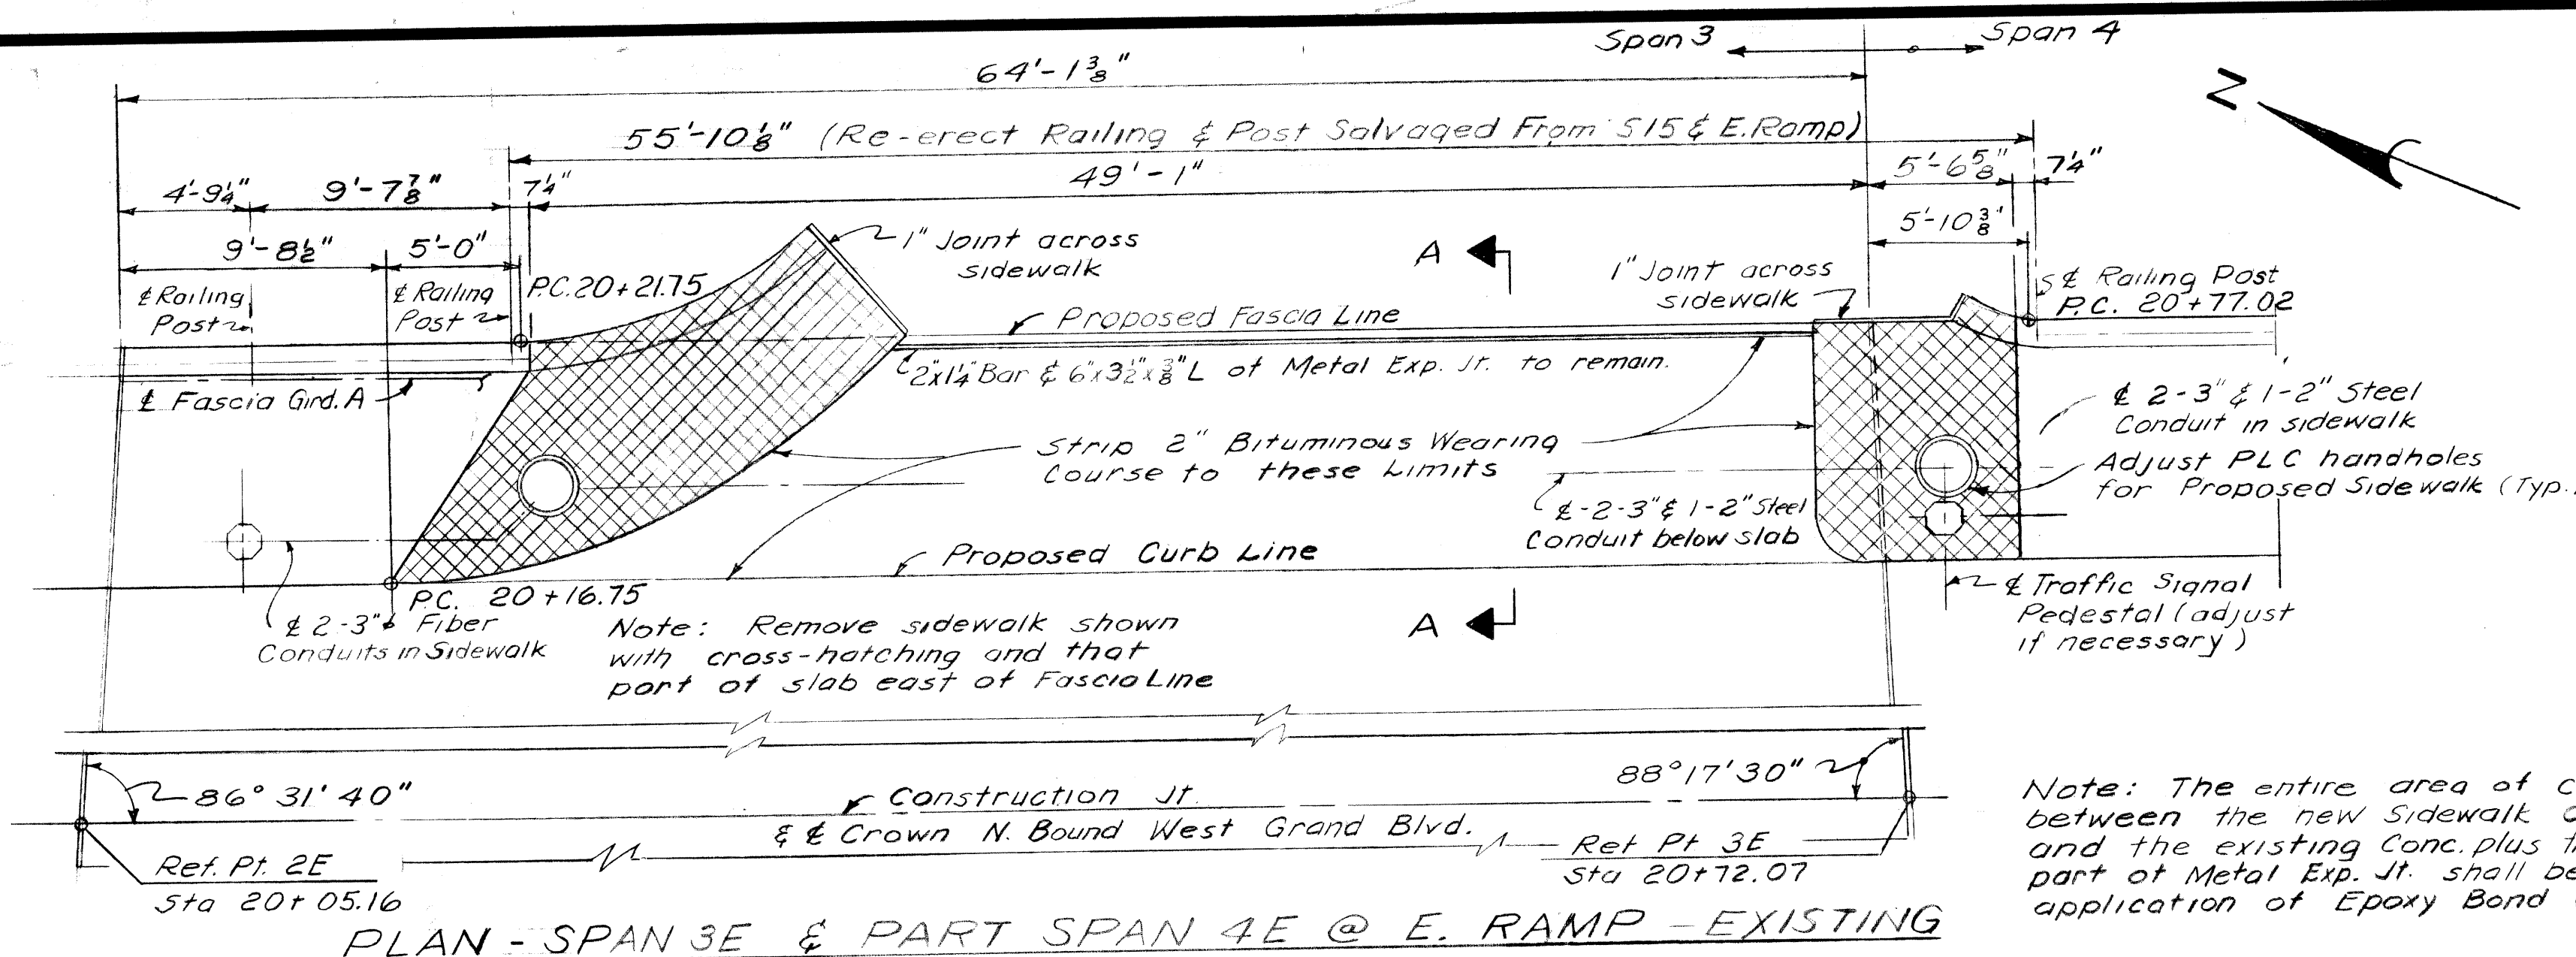 Span 3
Span 4
64'-1 3/8"
N
55'-10 1/8" (Re-erect Railing & Post Salvaged From S15 & E. Ramp)
4'-9 1/4"
9'-7 7/8"
7 1/4"
49'-1"
5'-6 5/8"
7 1/4"
9'-8 1/2"
5'-0"
5'-10 3/8"
1" Joint across
sidewalk
A
1" Joint across
sidewalk
℄ Railing
Post
℄ Railing
Post
P.C. 20+21.75
℄ Railing Post
P.C. 20+77.02
Proposed Fascia Line
2"x1 1/4" Bar & 6"x3 1/2"x3/8" L of Metal Exp. Jt. to remain.
℄ Fascia Gird. A
℄ 2-3" & 1-2" Steel
Conduit in sidewalk
Strip 2" Bituminous Wearing
Course to these Limits
Adjust PLC handholes
for Proposed Sidewalk (Typ.
℄-2-3" & 1-2" Steel
Conduit below slab
Proposed Curb Line
P.C. 20+16.75
℄ 2-3"ϕ Fiber
Conduits in Sidewalk
Note: Remove sidewalk shown
with cross-hatching and that
part of slab east of Fascia Line
A
℄ Traffic Signal
Pedestal (adjust
if necessary)
86° 31' 40"
88° 17' 30"
Construction Jt.
& ℄ Crown N. Bound West Grand Blvd.
Ref. Pt. 2E
Sta 20+05.16
Ref Pt 3E
Sta 20+72.07
Note: The entire area of c
between the new Sidewalk
and the existing Conc. plus
part of Metal Exp. Jt. shall be
application of Epoxy Bond
PLAN - SPAN 3E & PART SPAN 4E @ E. RAMP - EXISTING